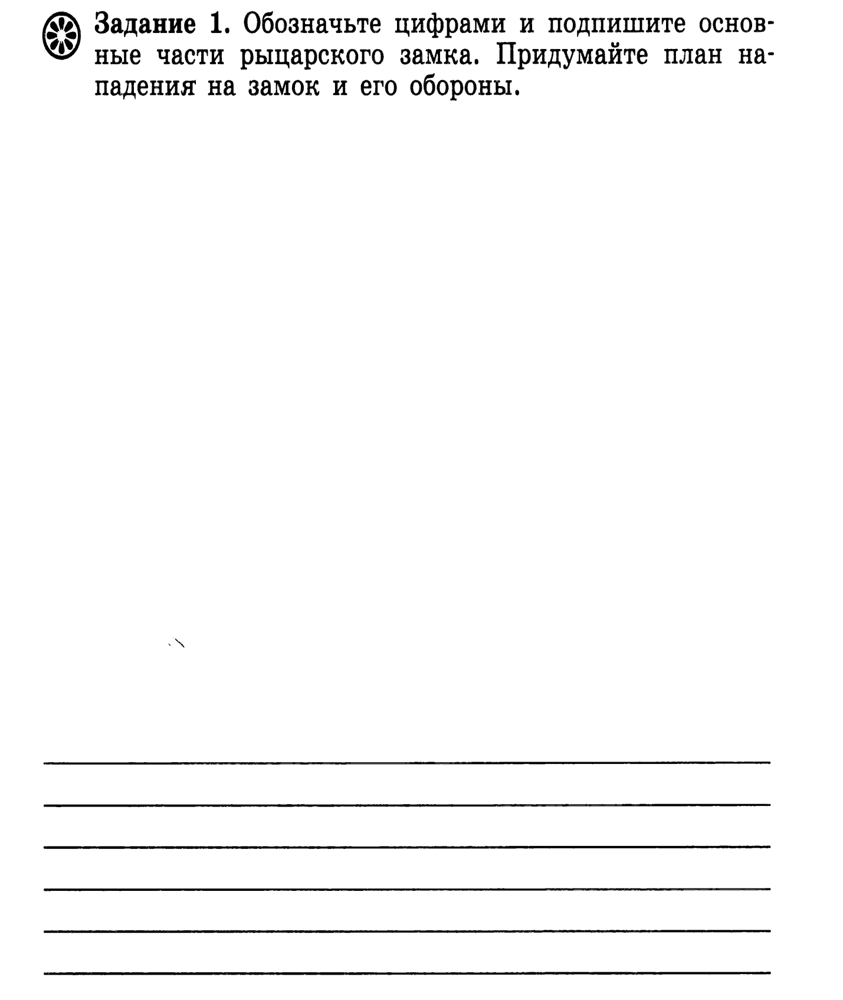 Задание 1. Обозначьте цифрами и подпишите основ-
ные части рыцарского замка. Придумайте план на-
падения на замок и его обороны.